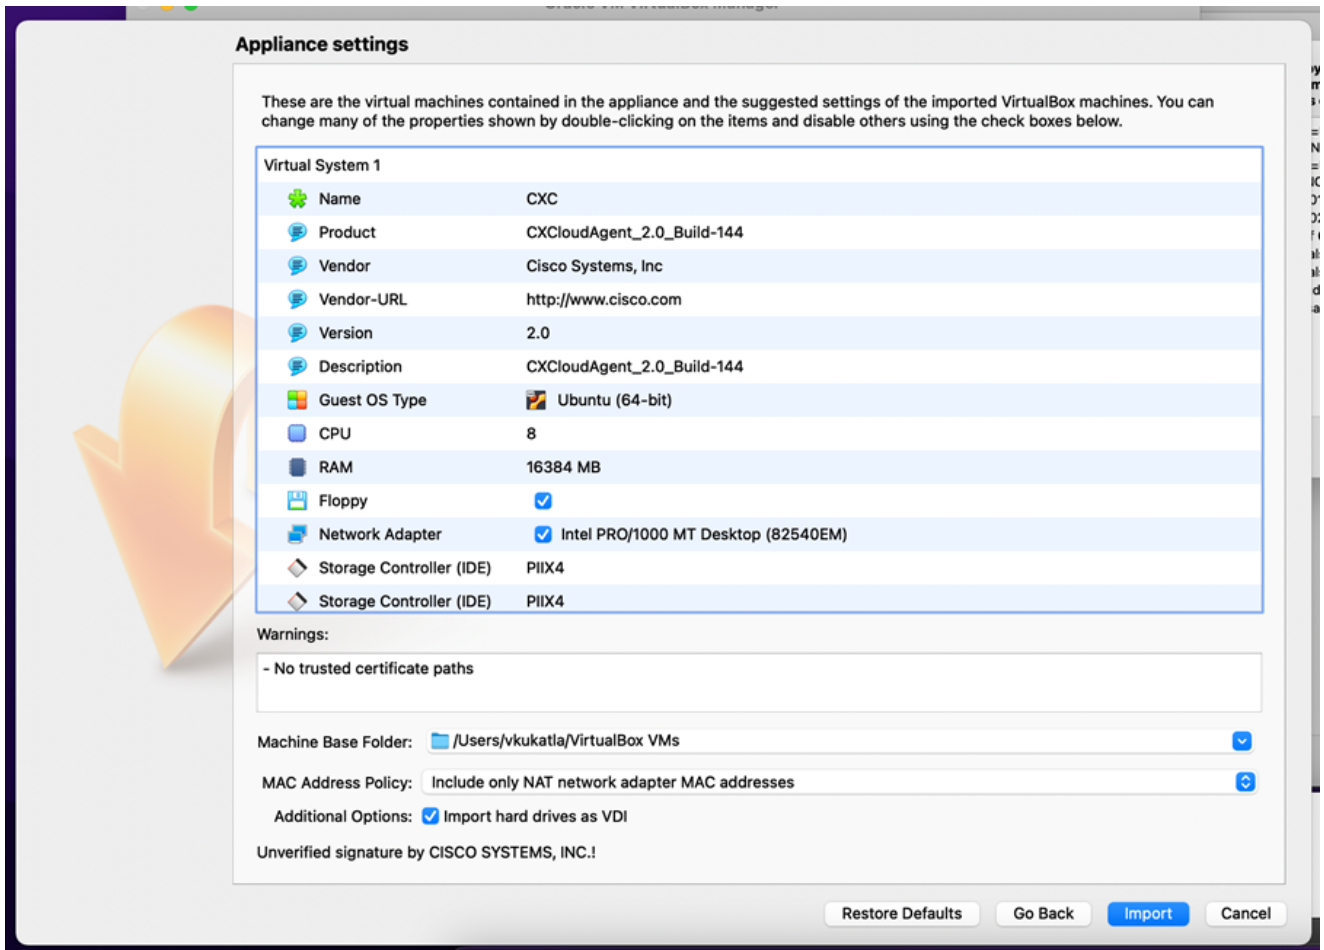 Oracle VM VirtualBox Manager
Appliance settings
These are the virtual machines contained in the appliance and the suggested settings of the imported VirtualBox machines. You can
change many of the properties shown by double-clicking on the items and disable others using the check boxes below.
Virtual System 1
Name CXC
Product CXCloudAgent_2.0_Build-144
Vendor Cisco Systems, Inc
Vendor-URL http://www.cisco.com
Version 2.0
Description CXCloudAgent_2.0_Build-144
Guest OS Type Ubuntu (64-bit)
CPU 8
RAM 16384 MB
Floppy
Network Adapter Intel PRO/1000 MT Desktop (82540EM)
Storage Controller (IDE) PIIX4
Storage Controller (IDE) PIIX4
Warnings:
- No trusted certificate paths
Machine Base Folder: /Users/vkukatla/VirtualBox VMs
MAC Address Policy: Include only NAT network adapter MAC addresses
Additional Options: Import hard drives as VDI
Unverified signature by CISCO SYSTEMS, INC.!
Restore Defaults Go Back Import Cancel